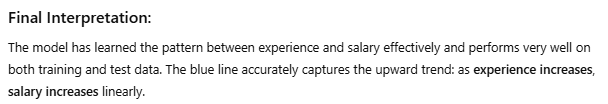 Final Interpretation:
The model has learned the pattern between experience and salary effectively and performs very well on
both training and test data. The blue line accurately captures the upward trend: as experience increases,
salary increases linearly.